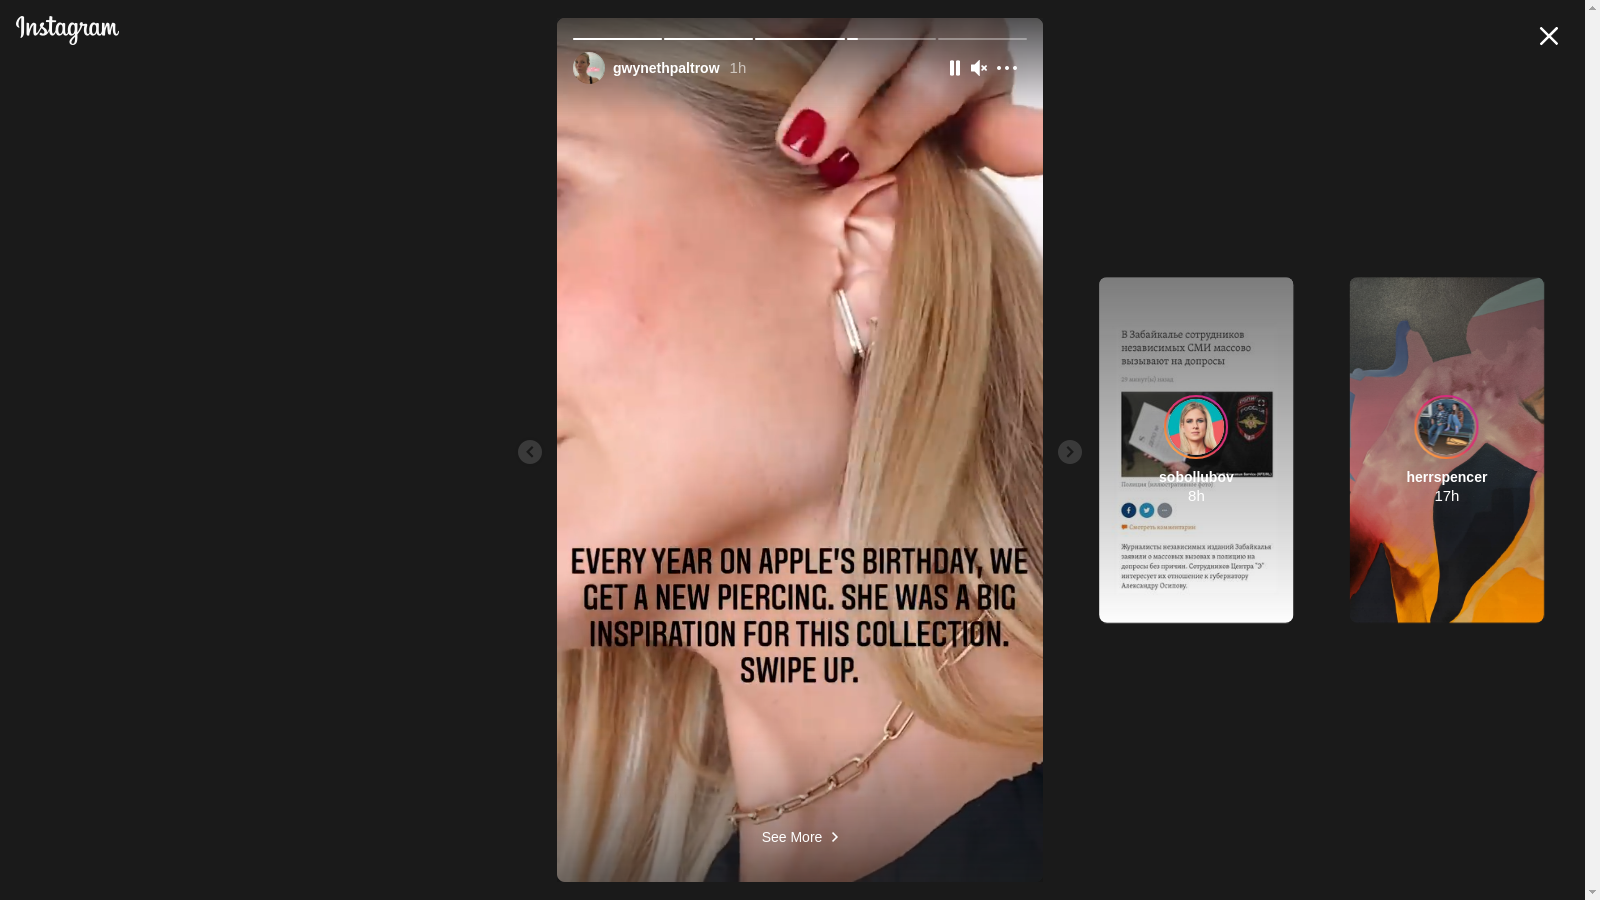 Instagram
gwynethpaltrow 1h
EVERY YEAR ON APPLE'S BIRTHDAY, WE
GET A NEW PIERCING. SHE WAS A BIG
INSPIRATION FOR THIS COLLECTION.
SWIPE UP.
See More
В Забайкалье сотрудников
независимых СМИ массово
вызывают на допросы
sobollubov
8h
Полиция (иллюстративное фото)
Смотреть комментарии
Журналисты независимых изданий Забайкалья
заявили о массовых вызовах в полицию на
допросы без причин. Сотрудников Центра "Э"
интересует их отношение к губернатору
Александру Осипову.
herrspencer
17h